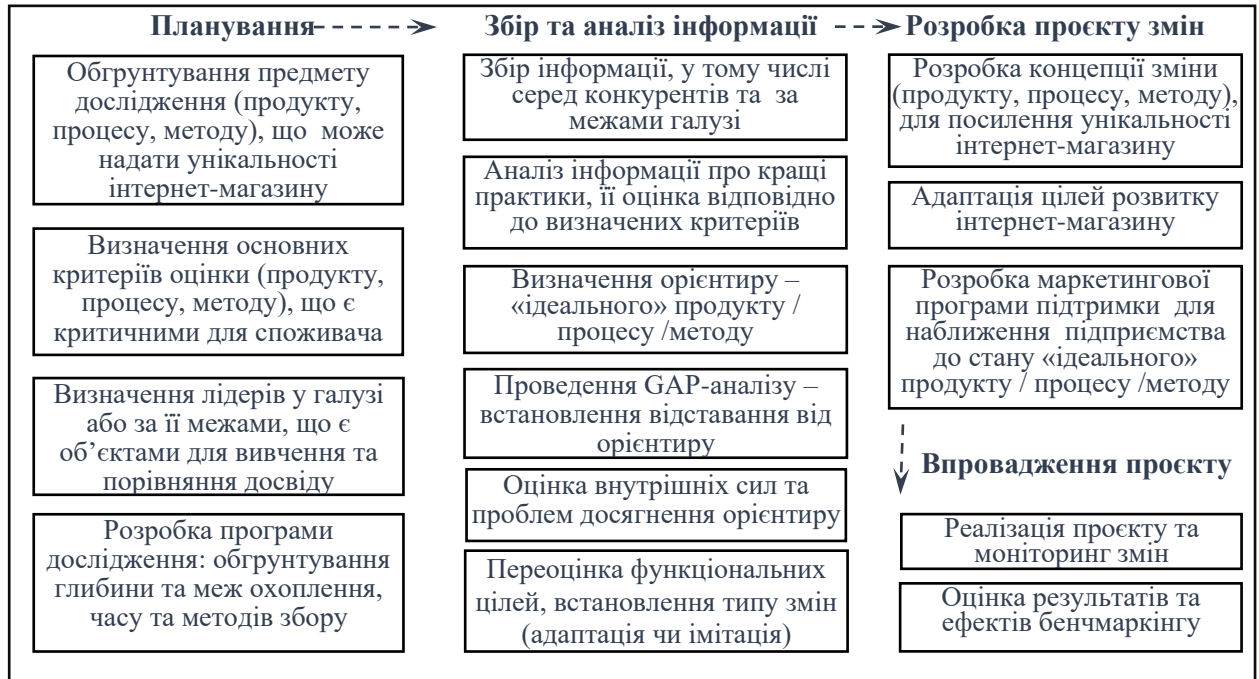 Планування
Обгрунтування предмету
дослідження (продукту,
процесу, методу), що може
надати унікальності
інтернет-магазину
Визначення основних
критеріїв оцінки (продукту,
процесу, методу), що є
критичними для споживача
Визначення лідерів у галузі
або за її межами, що є
об’єктами для вивчення та
порівняння досвіду
Розробка програми
дослідження: обгрунтування
глибини та меж охоплення,
часу та методів збору
Збір та аналіз інформації
Збір інформації, у тому числі
серед конкурентів та за
межами галузі
Аналіз інформації про кращі
практики, її оцінка відповідно
до визначених критеріїв
Визначення орієнтиру –
«ідеального» продукту /
процесу /методу
Проведення GAP-аналізу –
встановлення відставання від
орієнтиру
Оцінка внутрішніх сил та
проблем досягнення орієнтиру
Переоцінка функціональних
цілей, встановлення типу змін
(адаптація чи імітація)
Розробка проєкту змін
Розробка концепції зміни
(продукту, процесу, методу),
для посилення унікальності
інтернет-магазину
Адаптація цілей розвитку
інтернет-магазину
Розробка маркетингової
програми підтримки для
наближення підприємства
до стану «ідеального»
продукту / процесу /методу
Впровадження проєкту
Реалізація проєкту та
моніторинг змін
Оцінка результатів та
ефектів бенчмаркінгу